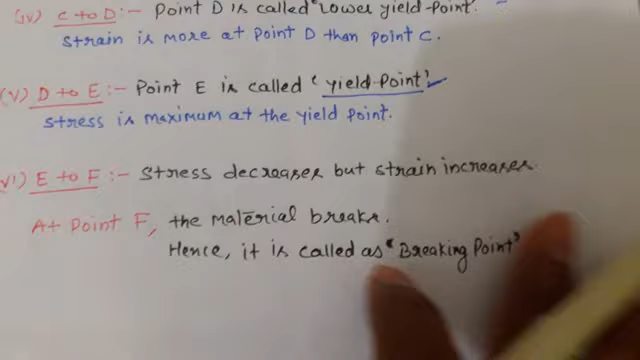 (iv) C to D :- Point D is called "Lower yield-Point".
Strain is more at point D than point C.
(V) D to E :- Point E is called 'yield-Point'
stress is maximum at the yield point.
vi) E to F :- Stress decreases but strain increases.
At Point F, the material breaks.
Hence, it is called as "Breaking Point"